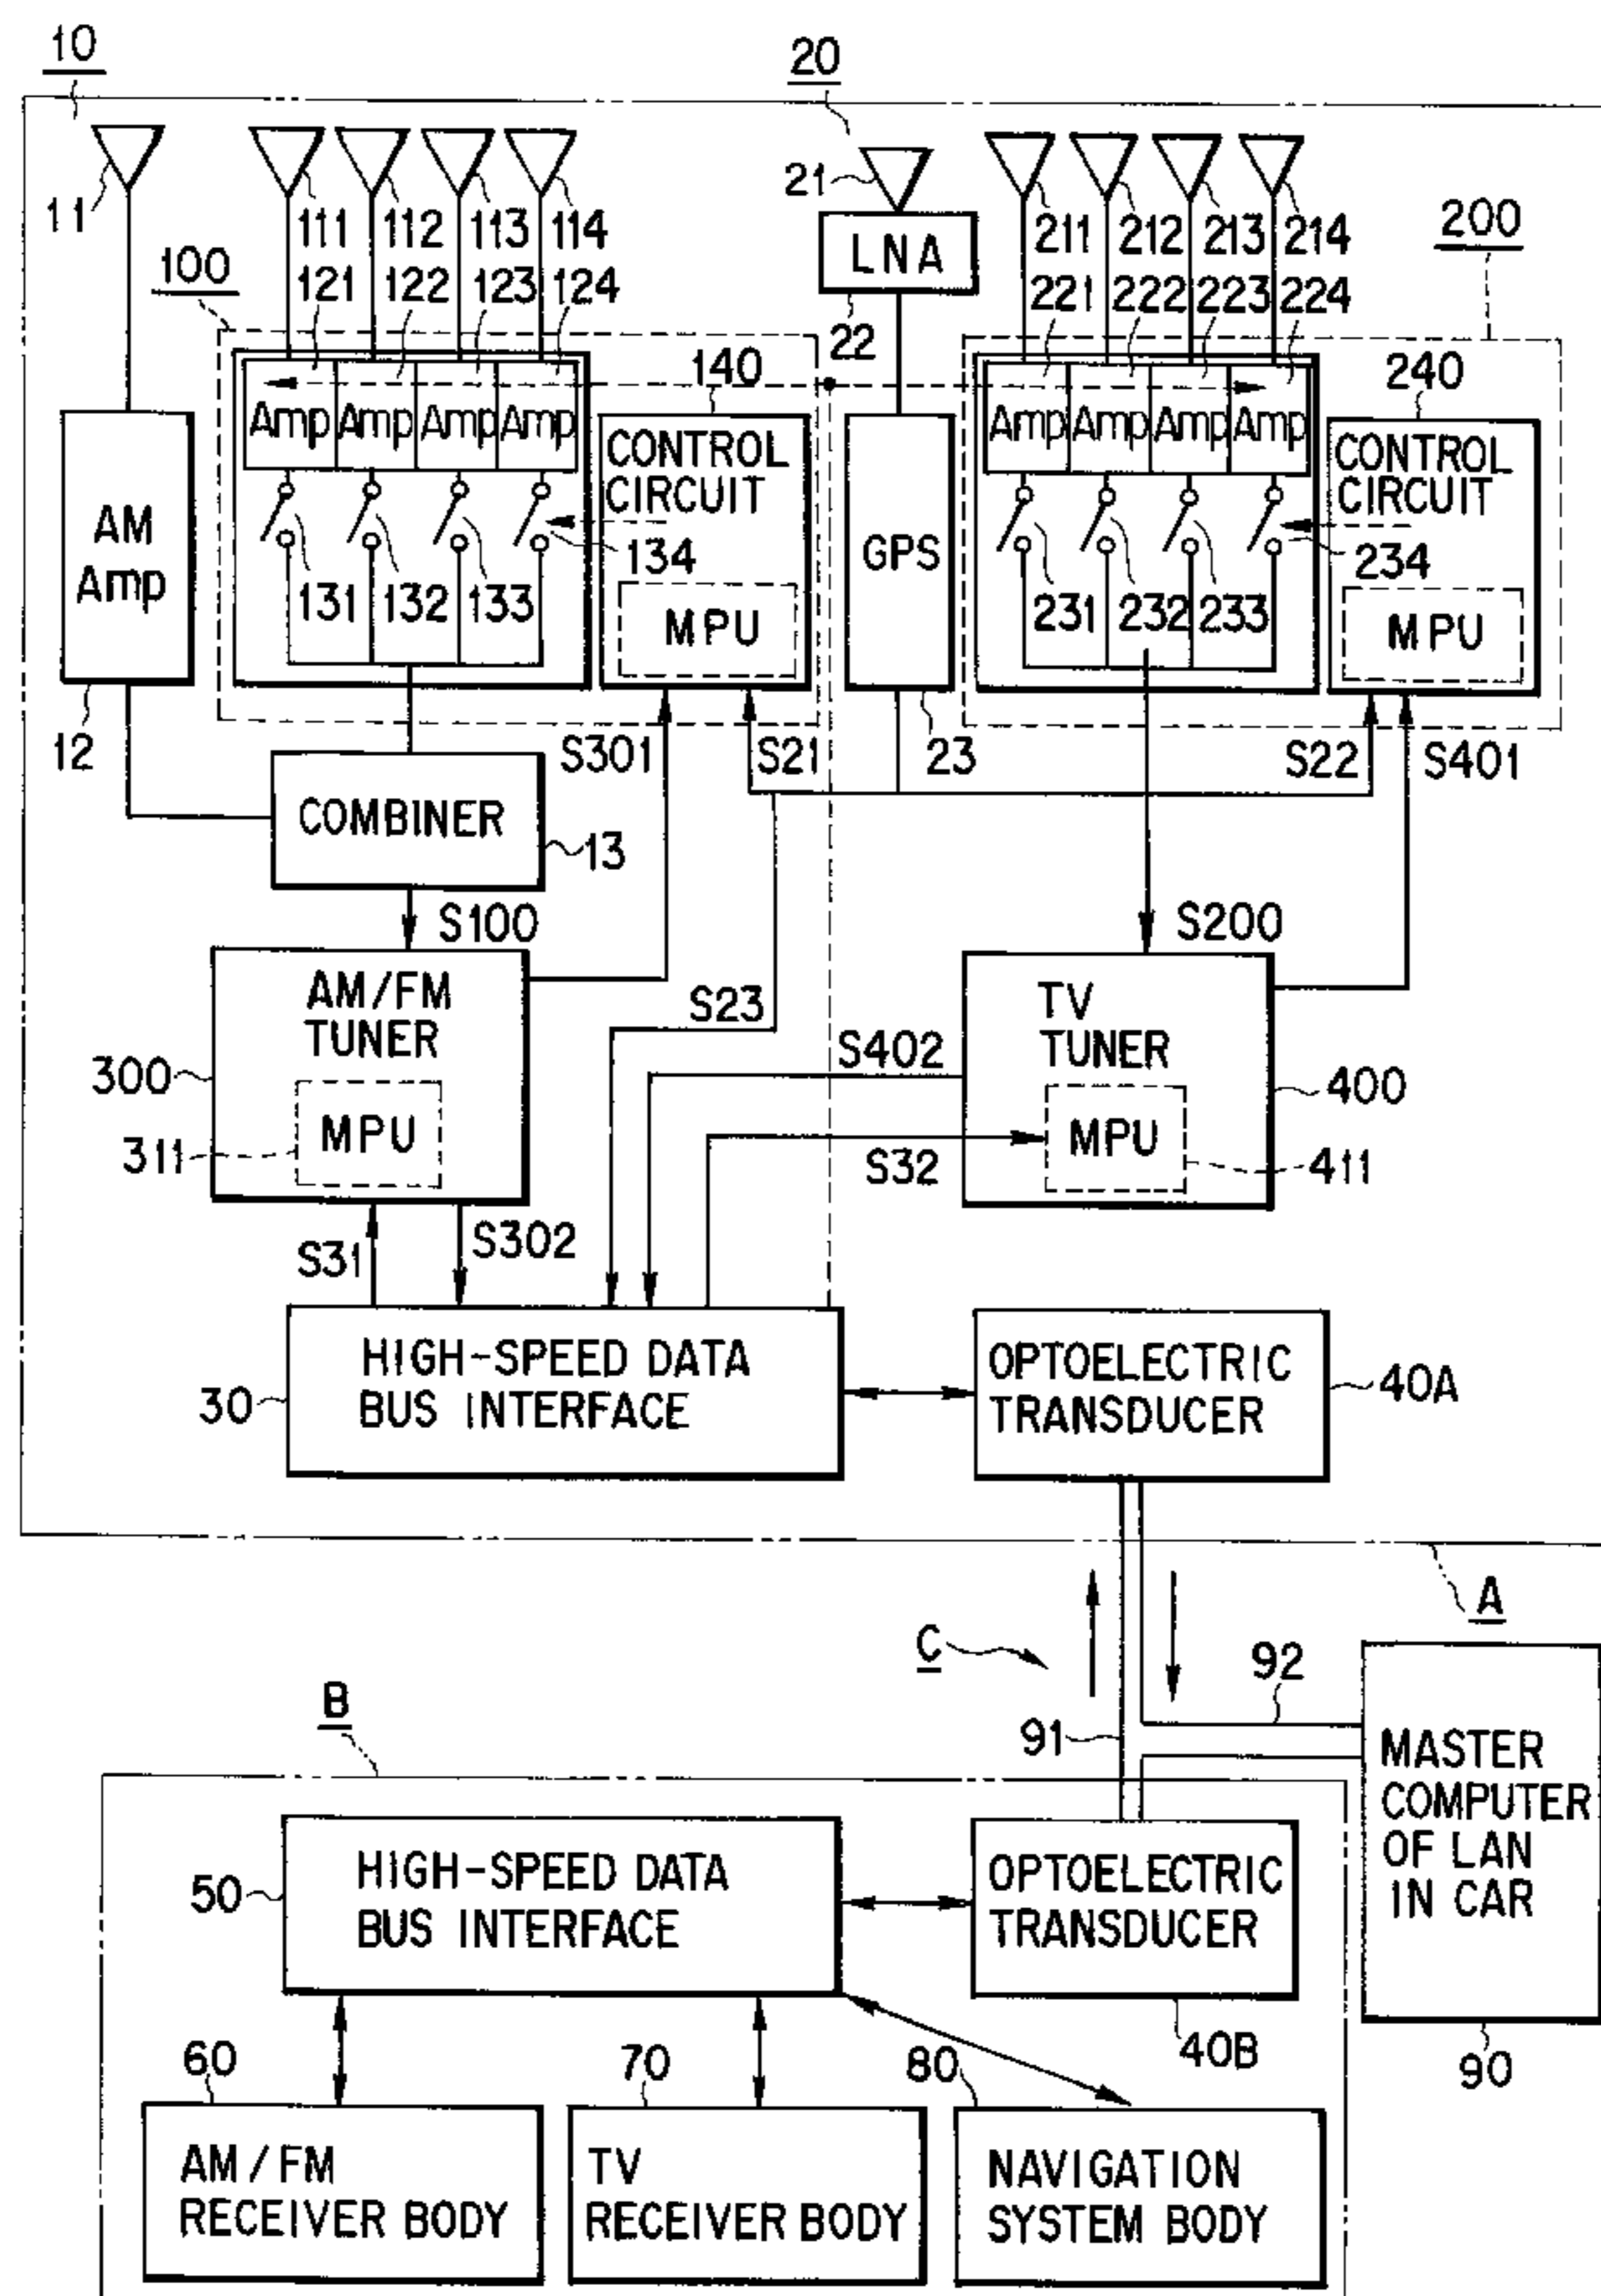 10
20
11
111
112
113
114
21
LNA
22
211
212
213
214
200
100
121
122
123
124
221
222
223
224
140
240
Amp
Amp
Amp
Amp
CONTROL
CIRCUIT
MPU
131
132
133
134
AM
Amp
12
GPS
23
Amp
Amp
Amp
Amp
CONTROL
CIRCUIT
MPU
231
232
233
234
S301
S21
S22
S401
COMBINER
13
S100
S200
AM/FM
TUNER
MPU
300
311
S23
S402
S32
TV
TUNER
MPU
400
411
S31
S302
HIGH-SPEED DATA
BUS INTERFACE
30
OPTOELECTRIC
TRANSDUCER
40A
A
C
91
92
B
MASTER
COMPUTER
OF LAN
IN CAR
90
HIGH-SPEED DATA
BUS INTERFACE
50
OPTOELECTRIC
TRANSDUCER
40B
60
70
80
AM/FM
RECEIVER BODY
TV
RECEIVER BODY
NAVIGATION
SYSTEM BODY